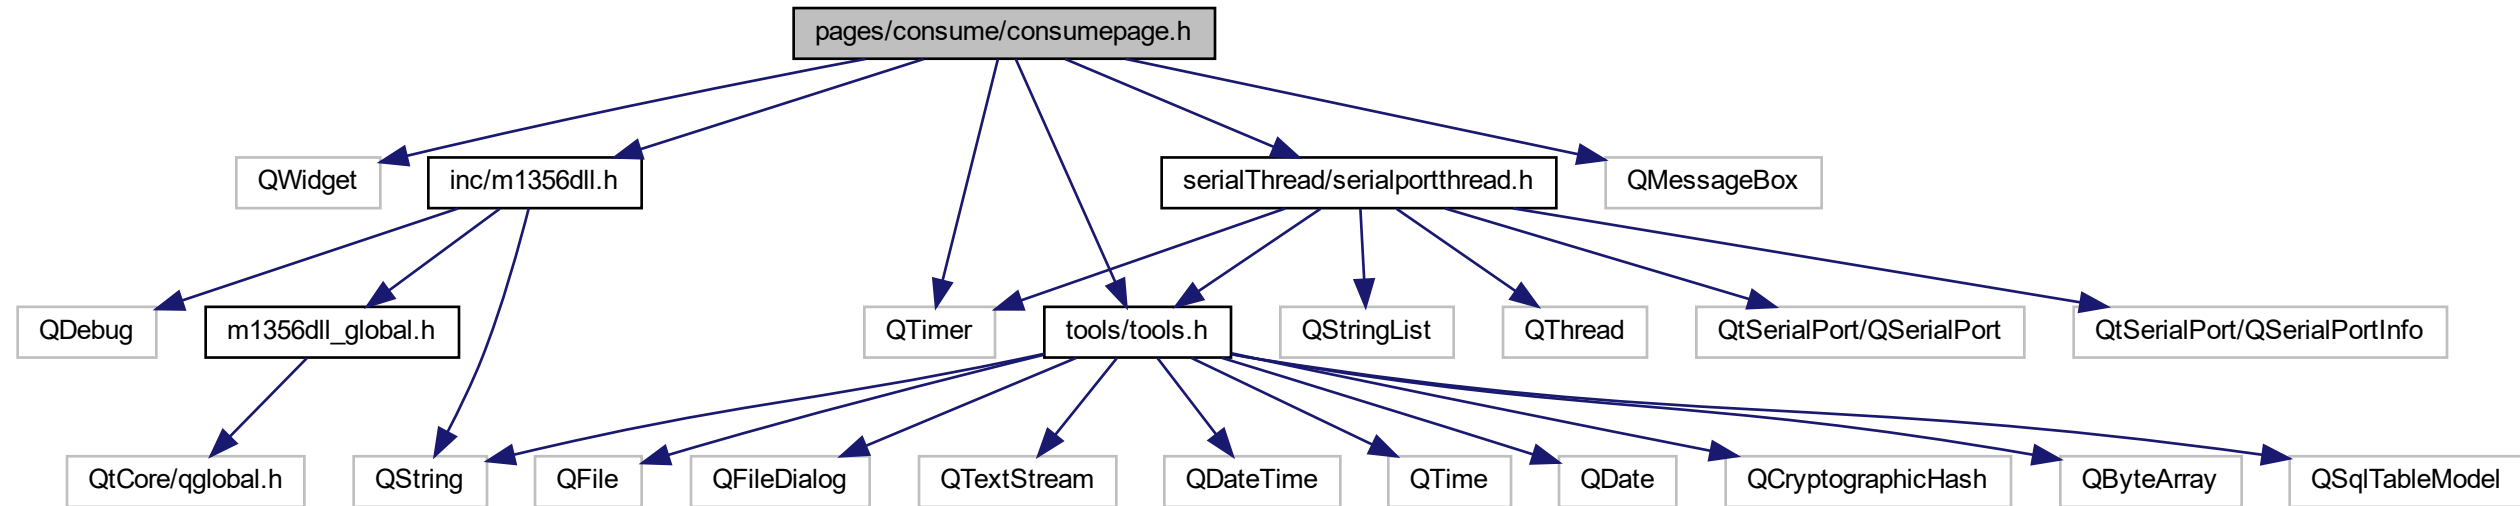 pages/consume/consumepage.h
QWidget
inc/m1356dll.h
serialThread/serialportthread.h
QMessageBox
QDebug
m1356dll_global.h
QTimer
tools/tools.h
QStringList
QThread
QtSerialPort/QSerialPort
QtSerialPort/QSerialPortInfo
QtCore/qglobal.h
QString
QFile
QFileDialog
QTextStream
QDateTime
QTime
QDate
QCryptographicHash
QByteArray
QSqlTableModel